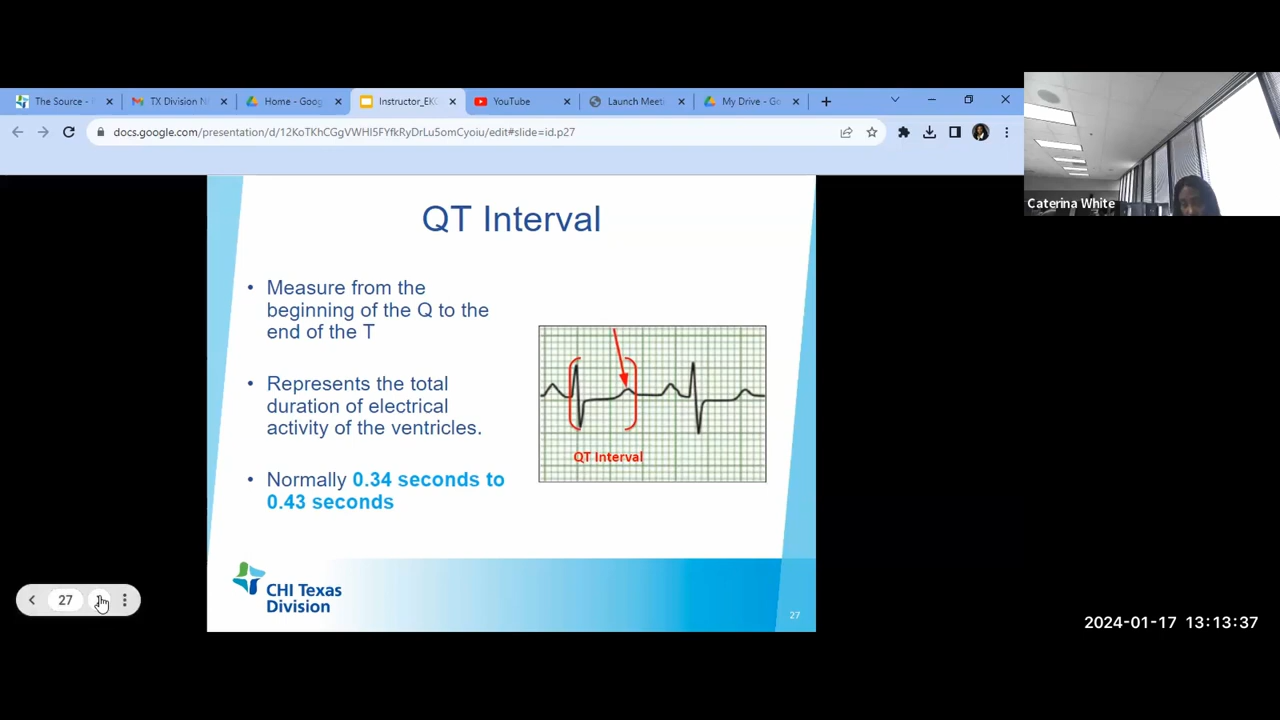 The Source -
TX Division N
Home - Goog
Instructor_EK
YouTube
Launch Meet
My Drive - Go
docs.google.com/presentation/d/12KoTKhCGgVWHI5FYfkRyDrLu5omCyoiu/edit#slide=id.p27
Caterina White
QT Interval
• Measure from the
beginning of the Q to the
end of the T
• Represents the total
duration of electrical
activity of the ventricles.
• Normally 0.34 seconds to
0.43 seconds
QT Interval
CHI Texas
Division
27
27
2024-01-17 13:13:37